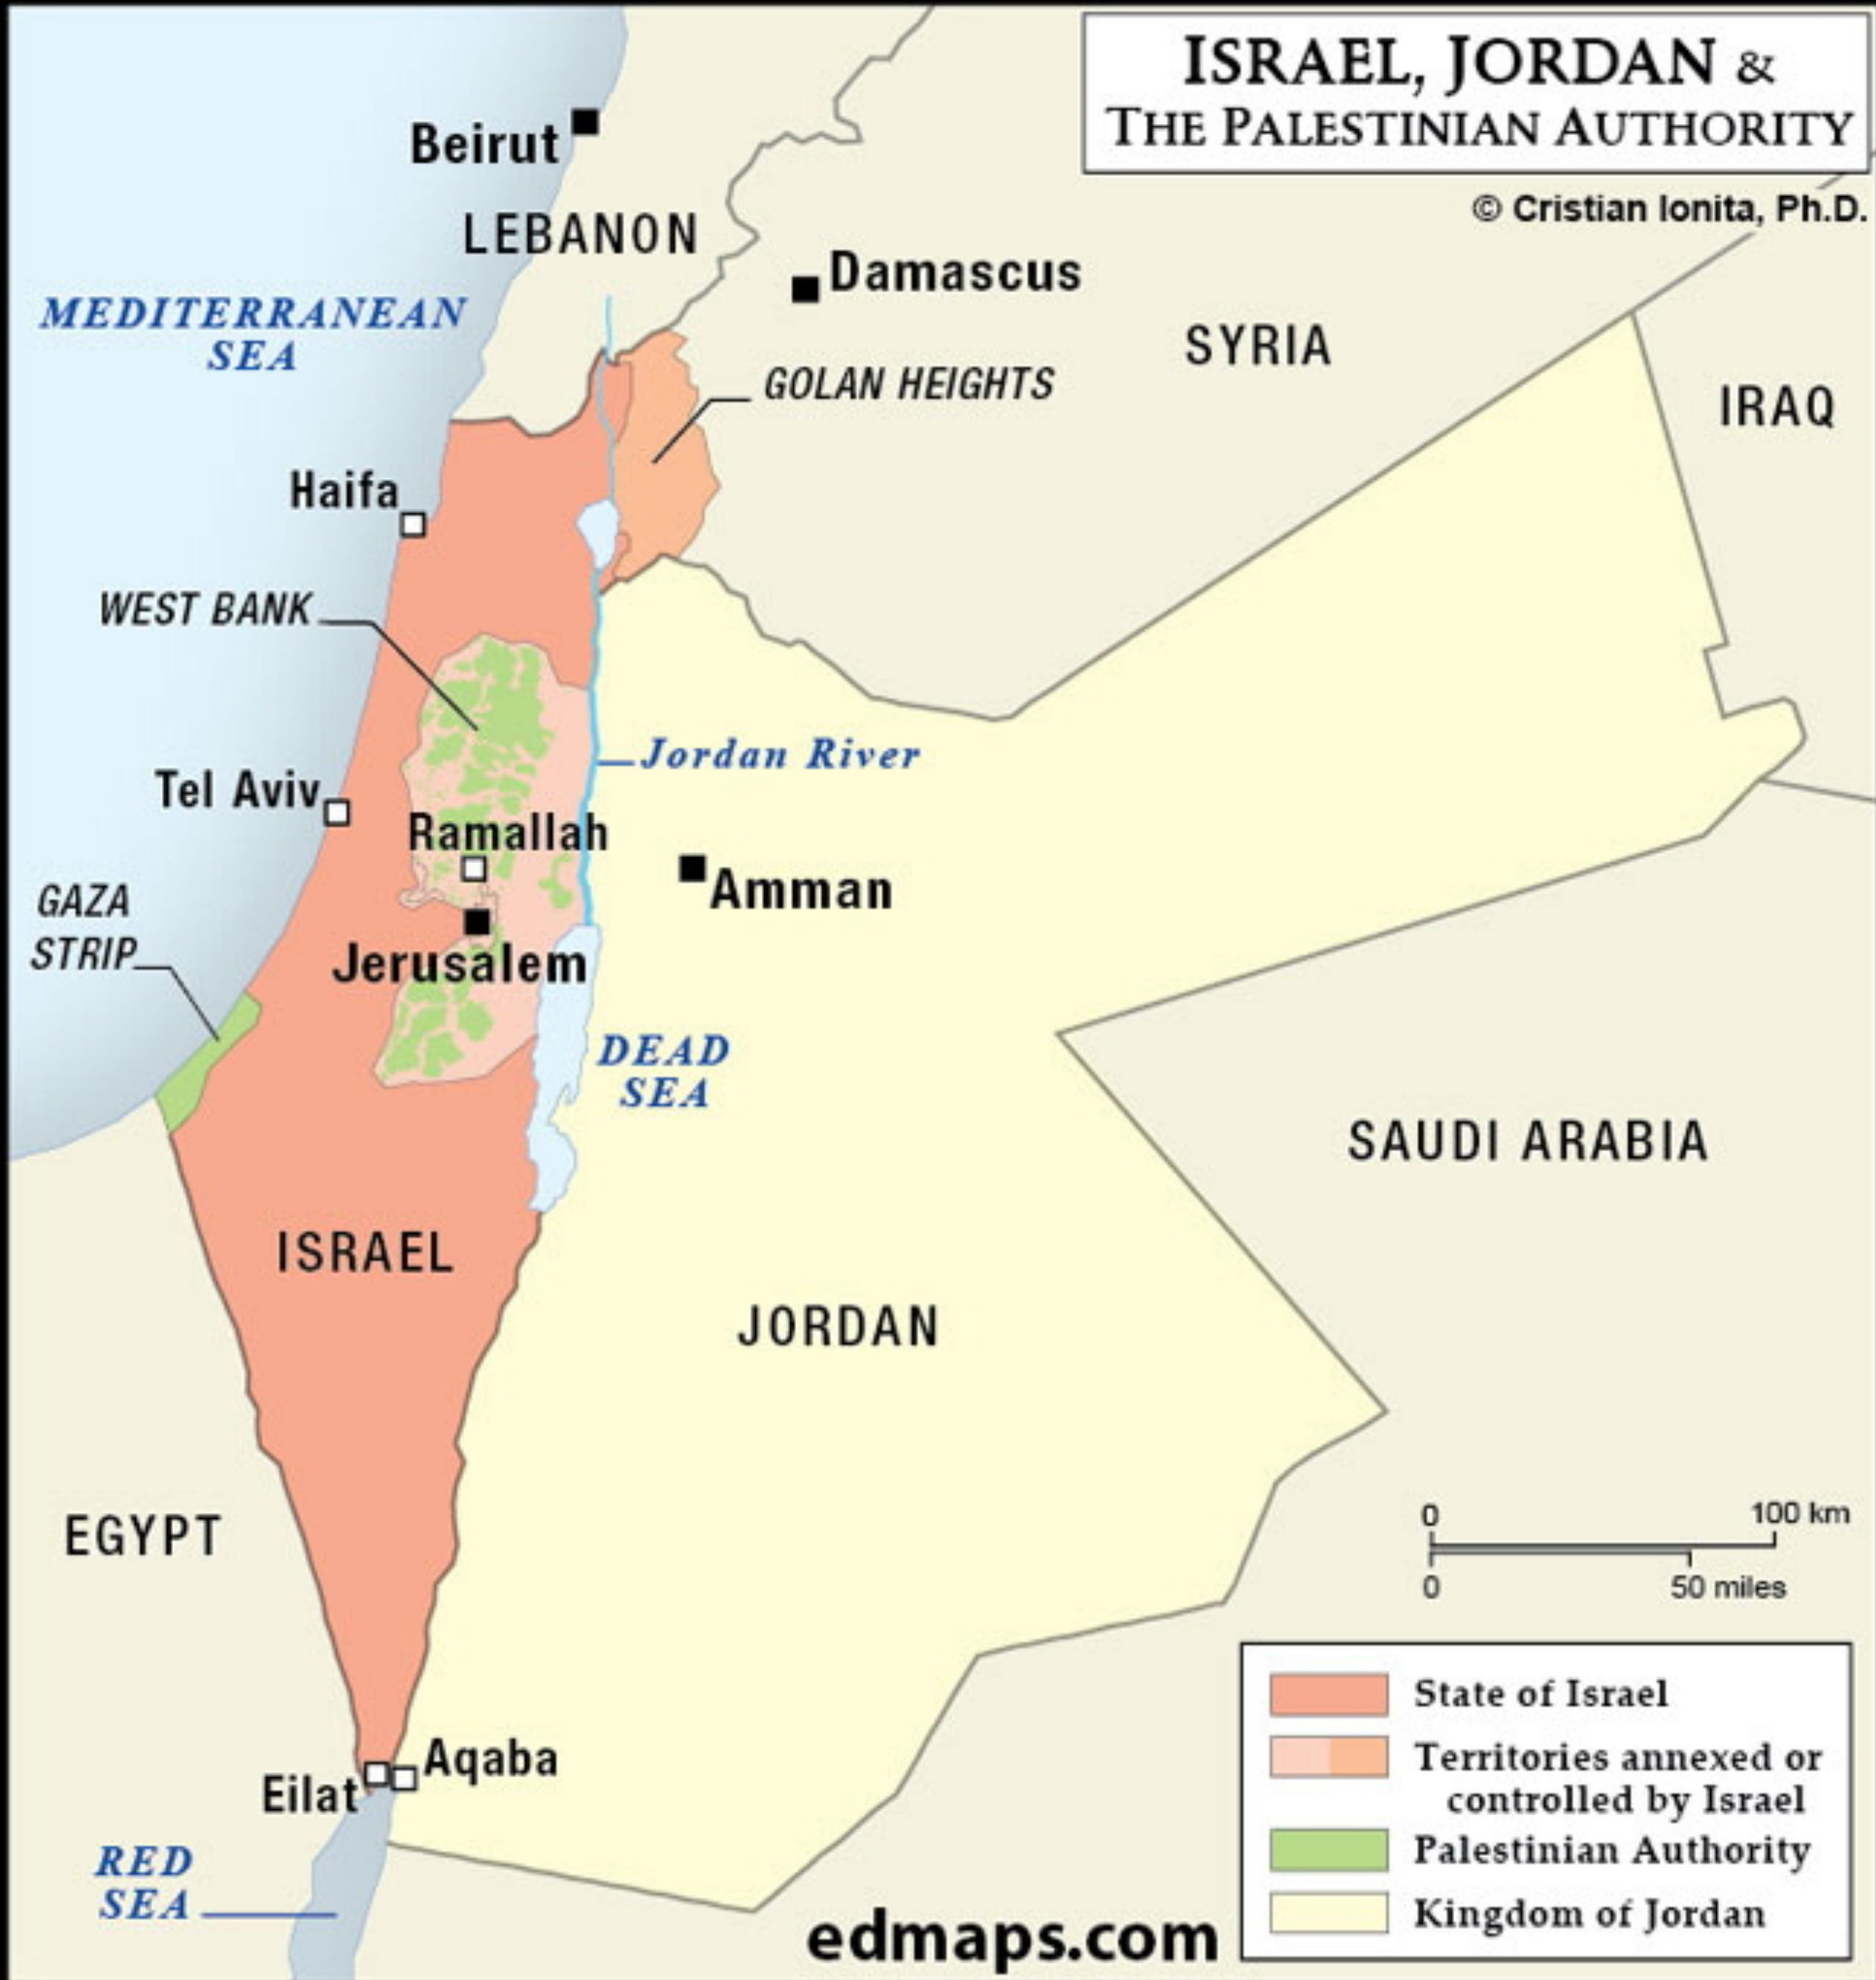 ISRAEL, JORDAN &
THE PALESTINIAN AUTHORITY
© Cristian Ionita, Ph.D.
Beirut
LEBANON
Damascus
MEDITERRANEAN
SEA
SYRIA
GOLAN HEIGHTS
IRAQ
Haifa
WEST BANK
Jordan River
Tel Aviv
Ramallah
Amman
GAZA
STRIP
Jerusalem
DEAD
SEA
SAUDI ARABIA
ISRAEL
JORDAN
EGYPT
0 100 km
0 50 miles
State of Israel
Territories annexed or
controlled by Israel
Palestinian Authority
Kingdom of Jordan
Aqaba
Eilat
RED
SEA
edmaps.com